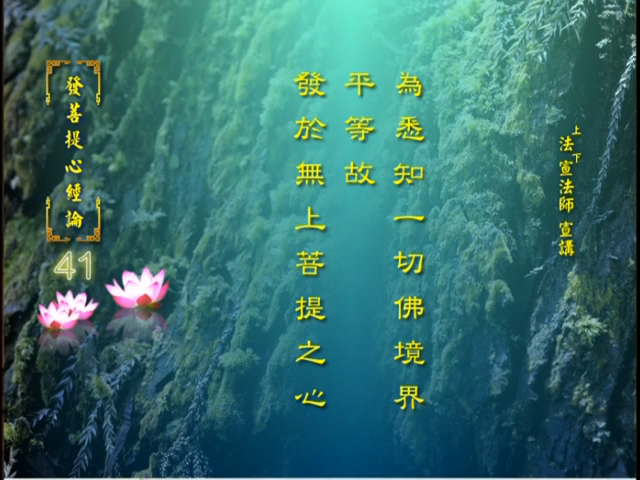 上下
法宣法師 宣講
為悉知一切佛境界
平等故
發於無上菩提之心
發菩提心經論
41